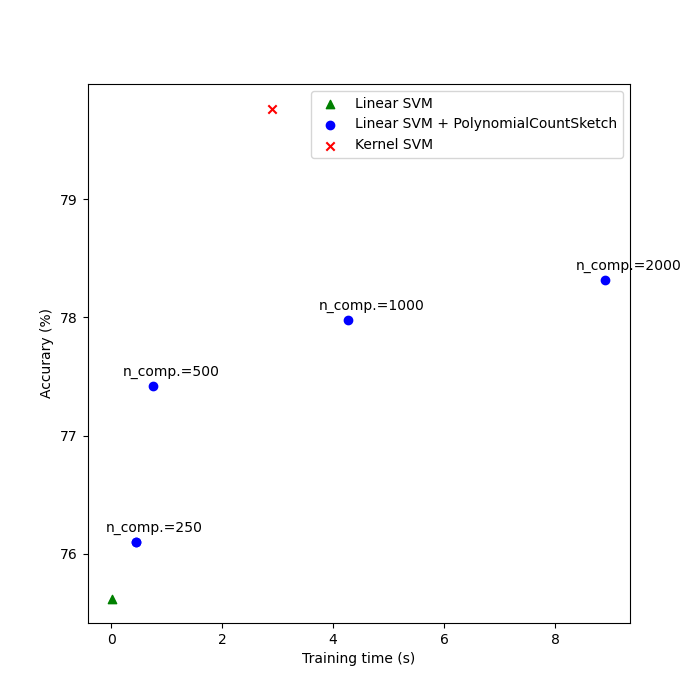 Linear SVM
Linear SVM + PolynomialCountSketch
Kernel SVM
79
n_comp.=2000
78
n_comp.=1000
n_comp.=500
77
n_comp.=250
76
Accurary (%)
0 2 4 6 8
Training time (s)